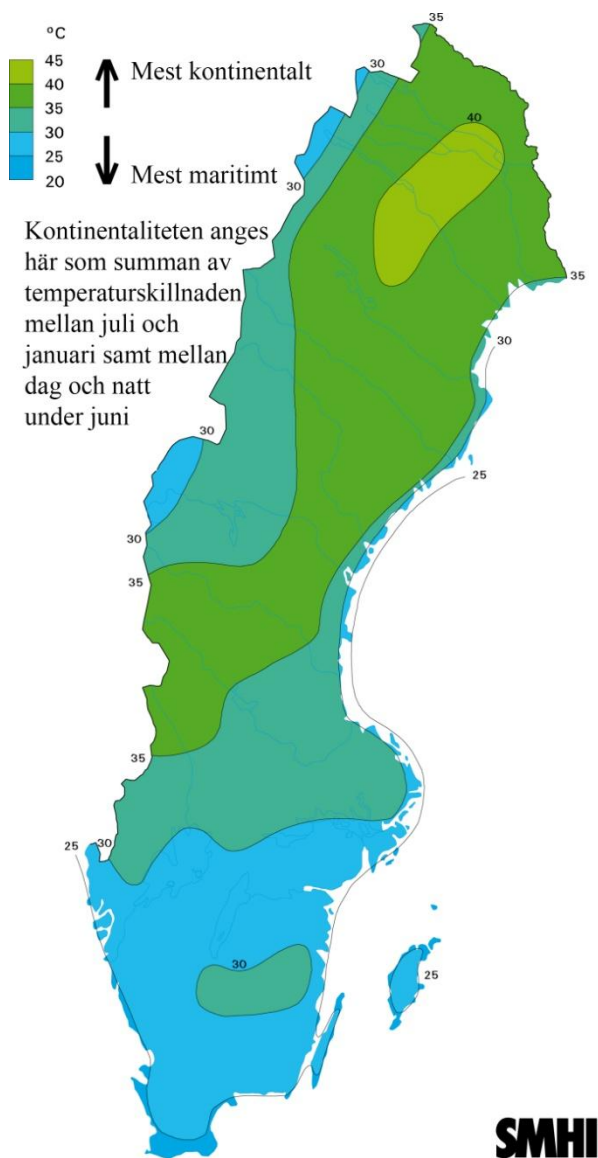 °C
45
40
35
30
25
20
Mest kontinentalt
Mest maritimt
Kontinentaliteten anges
här som summan av
temperaturskillnaden
mellan juli och
januari samt mellan
dag och natt
under juni
35
30
40
30
35
30
30
25
30
35
35
25
30
30
25
SMHI